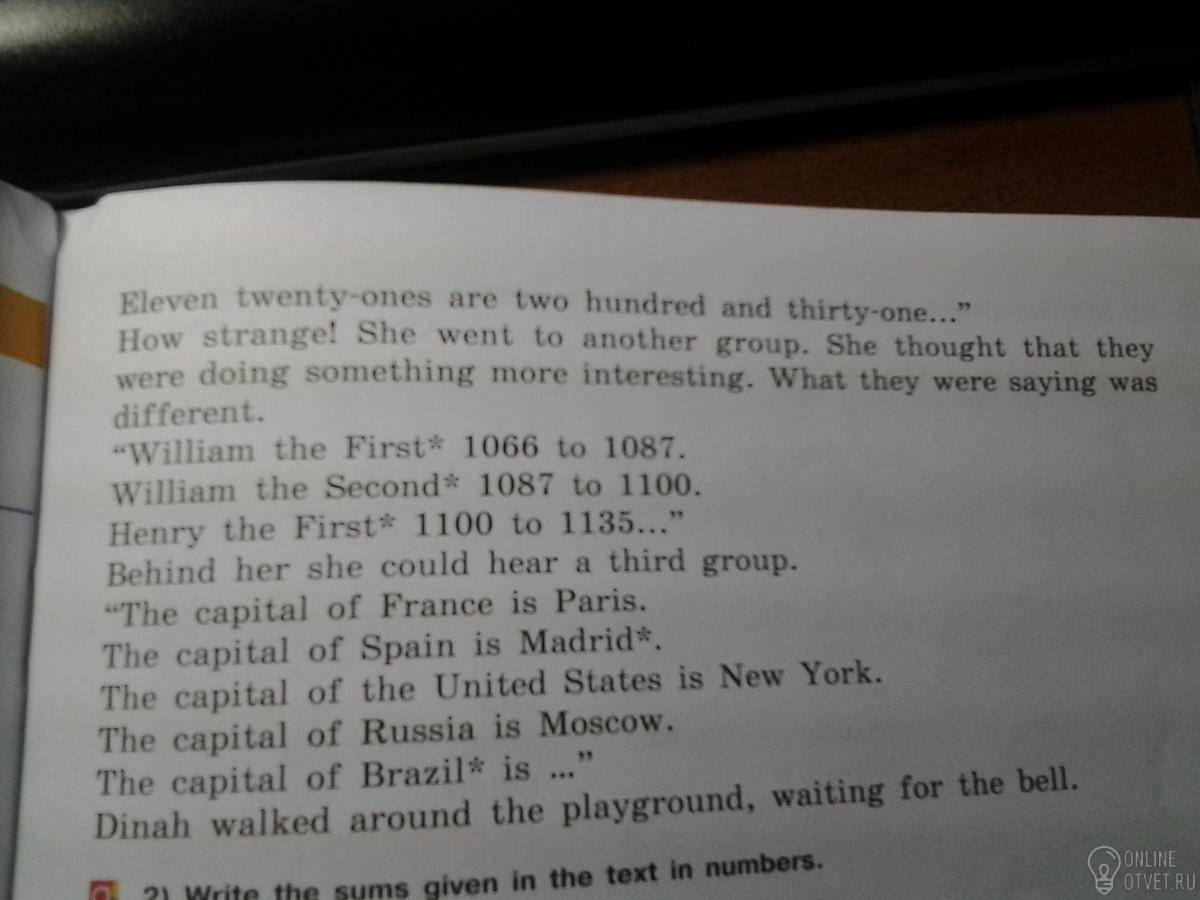 Eleven twenty-ones are two hundred and thirty-one..."
How strange! She went to another group. She thought that they
were doing something more interesting. What they were saying was
different.
“William the First* 1066 to 1087.
William the Second* 1087 to 1100.
Henry the First* 1100 to 1135...”
Behind her she could hear a third group.
“The capital of France is Paris.
The capital of Spain is Madrid*.
The capital of the United States is New York.
The capital of Russia is Moscow.
The capital of Brazil* is ...”
Dinah walked around the playground, waiting for the bell.
2) Write the sums given in the text in numbers.
ONLINE
OTVET.RU